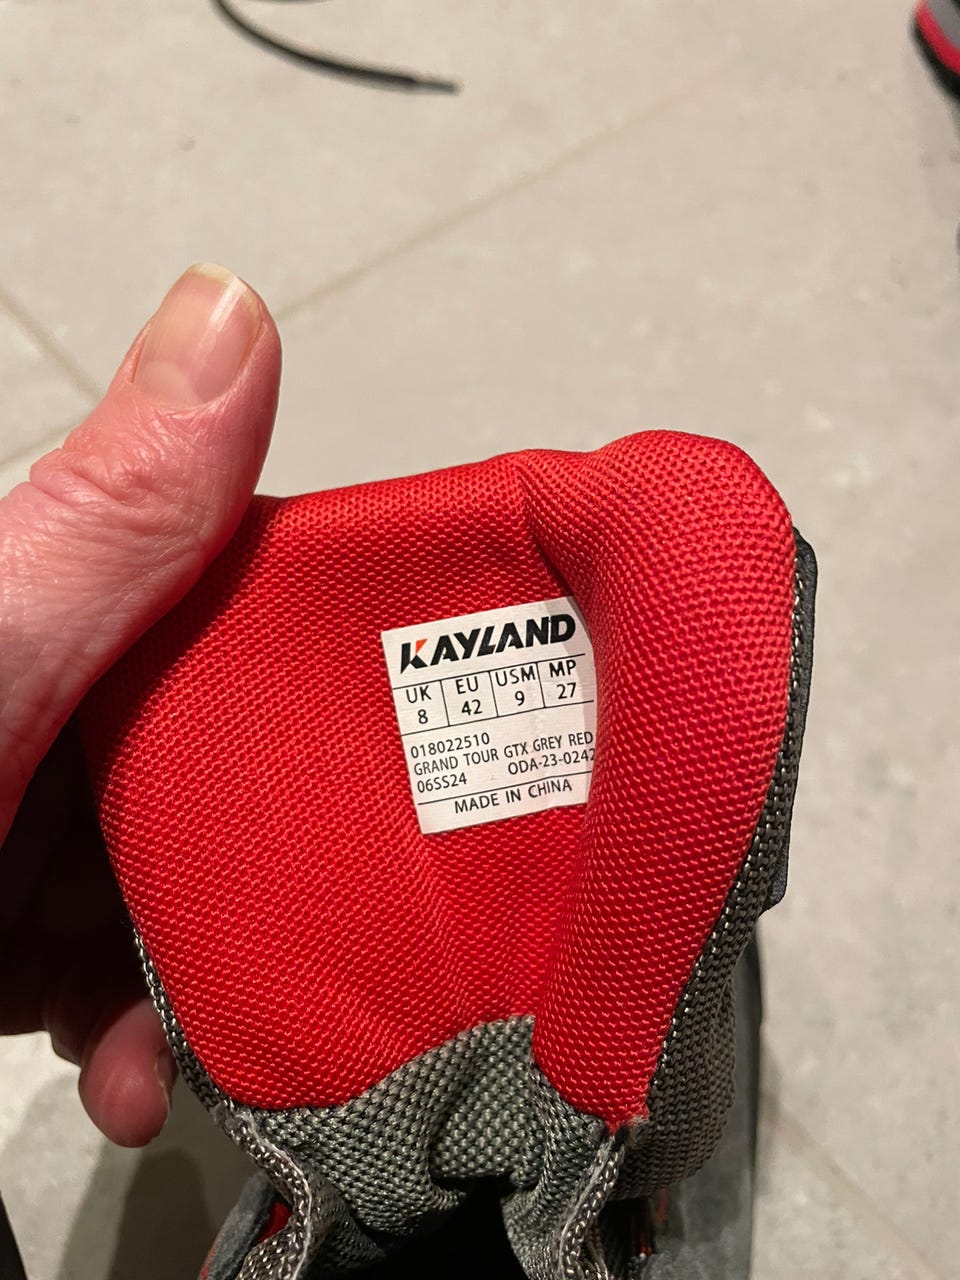 KAYLAND
UK EU USM MP
8 42 9 27
018022510
GRAND TOUR GTX GREY RED
06SS24 ODA-23-0242
MADE IN CHINA